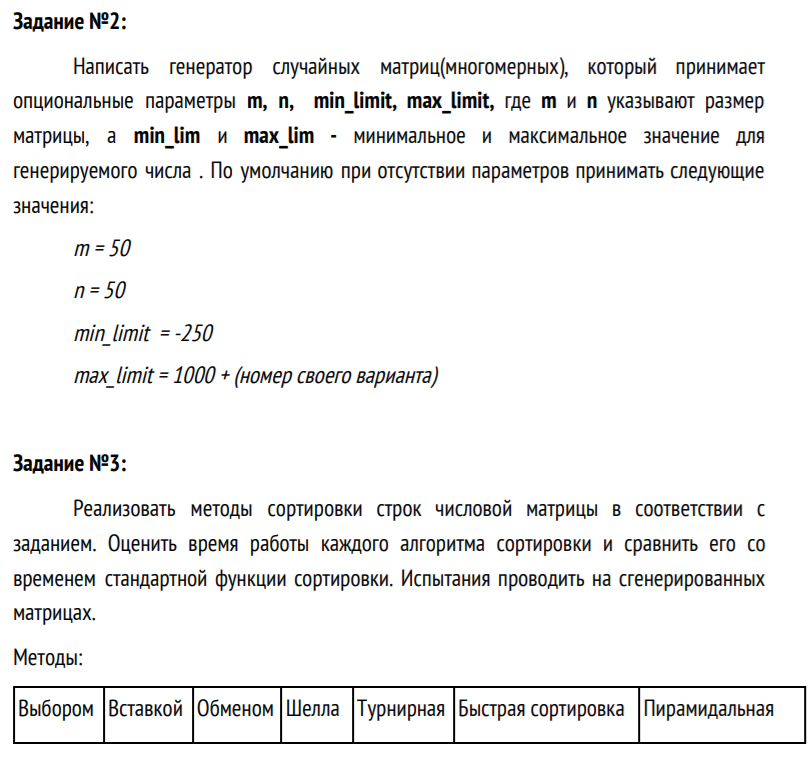 Задание №2:
Написать генератор случайных матриц(многомерных), который принимает
опциональные параметры m, n, min_limit, max_limit, где m и n указывают размер
матрицы, а min_lim и max_lim - минимальное и максимальное значение для
генерируемого числа . По умолчанию при отсутствии параметров принимать следующие
значения:
m = 50
n = 50
min_limit = -250
max_limit = 1000 + (номер своего варианта)
Задание №3:
Реализовать методы сортировки строк числовой матрицы в соответствии с
заданием. Оценить время работы каждого алгоритма сортировки и сравнить его со
временем стандартной функции сортировки. Испытания проводить на сгенерированных
матрицах.
Методы:
Выбором Вставкой Обменом Шелла Турнирная Быстрая сортировка Пирамидальная